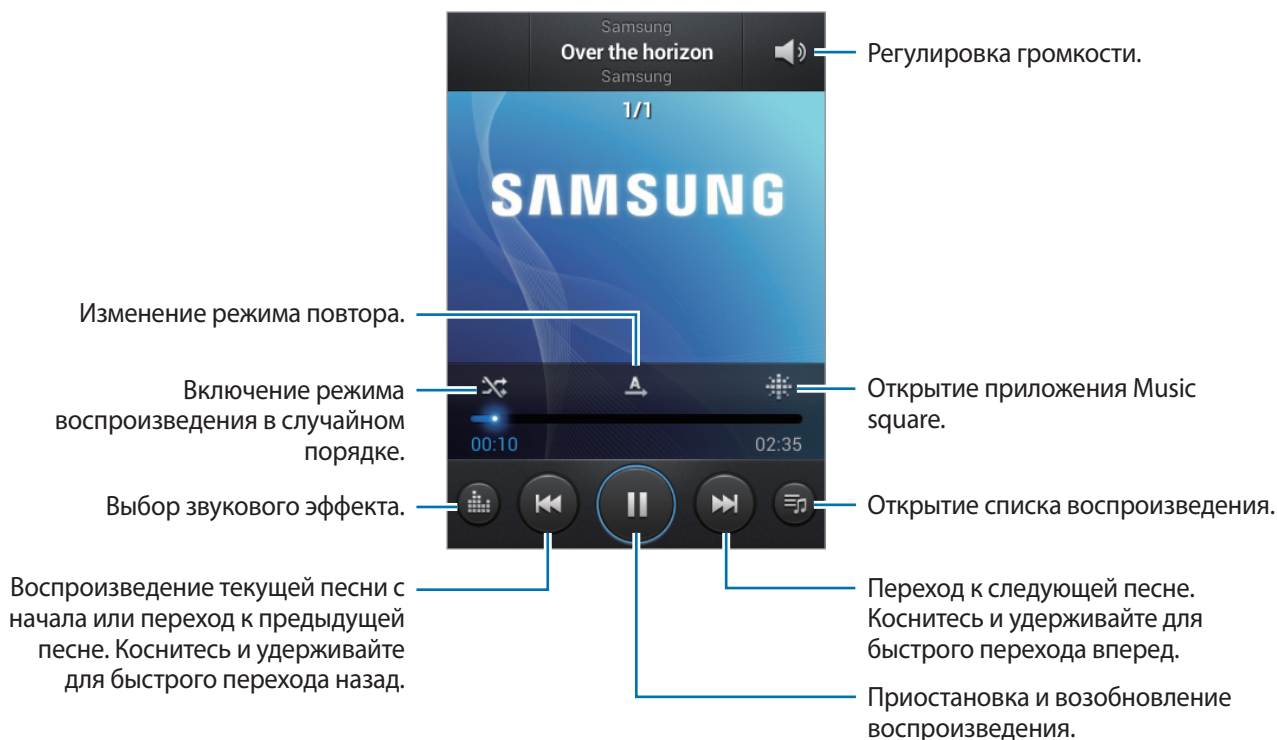 Samsung
Over the horizon
Samsung
Регулировка громкости.
1/1
SAMSUNG
Изменение режима повтора.
Включение режима
воспроизведения в случайном
порядке.
A
Открытие приложения Music
square.
00:10
02:35
Выбор звукового эффекта.
Открытие списка воспроизведения.
Воспроизведение текущей песни с
начала или переход к предыдущей
песне. Коснитесь и удерживайте
для быстрого перехода назад.
Переход к следующей песне.
Коснитесь и удерживайте для
быстрого перехода вперед.
Приостановка и возобновление
воспроизведения.